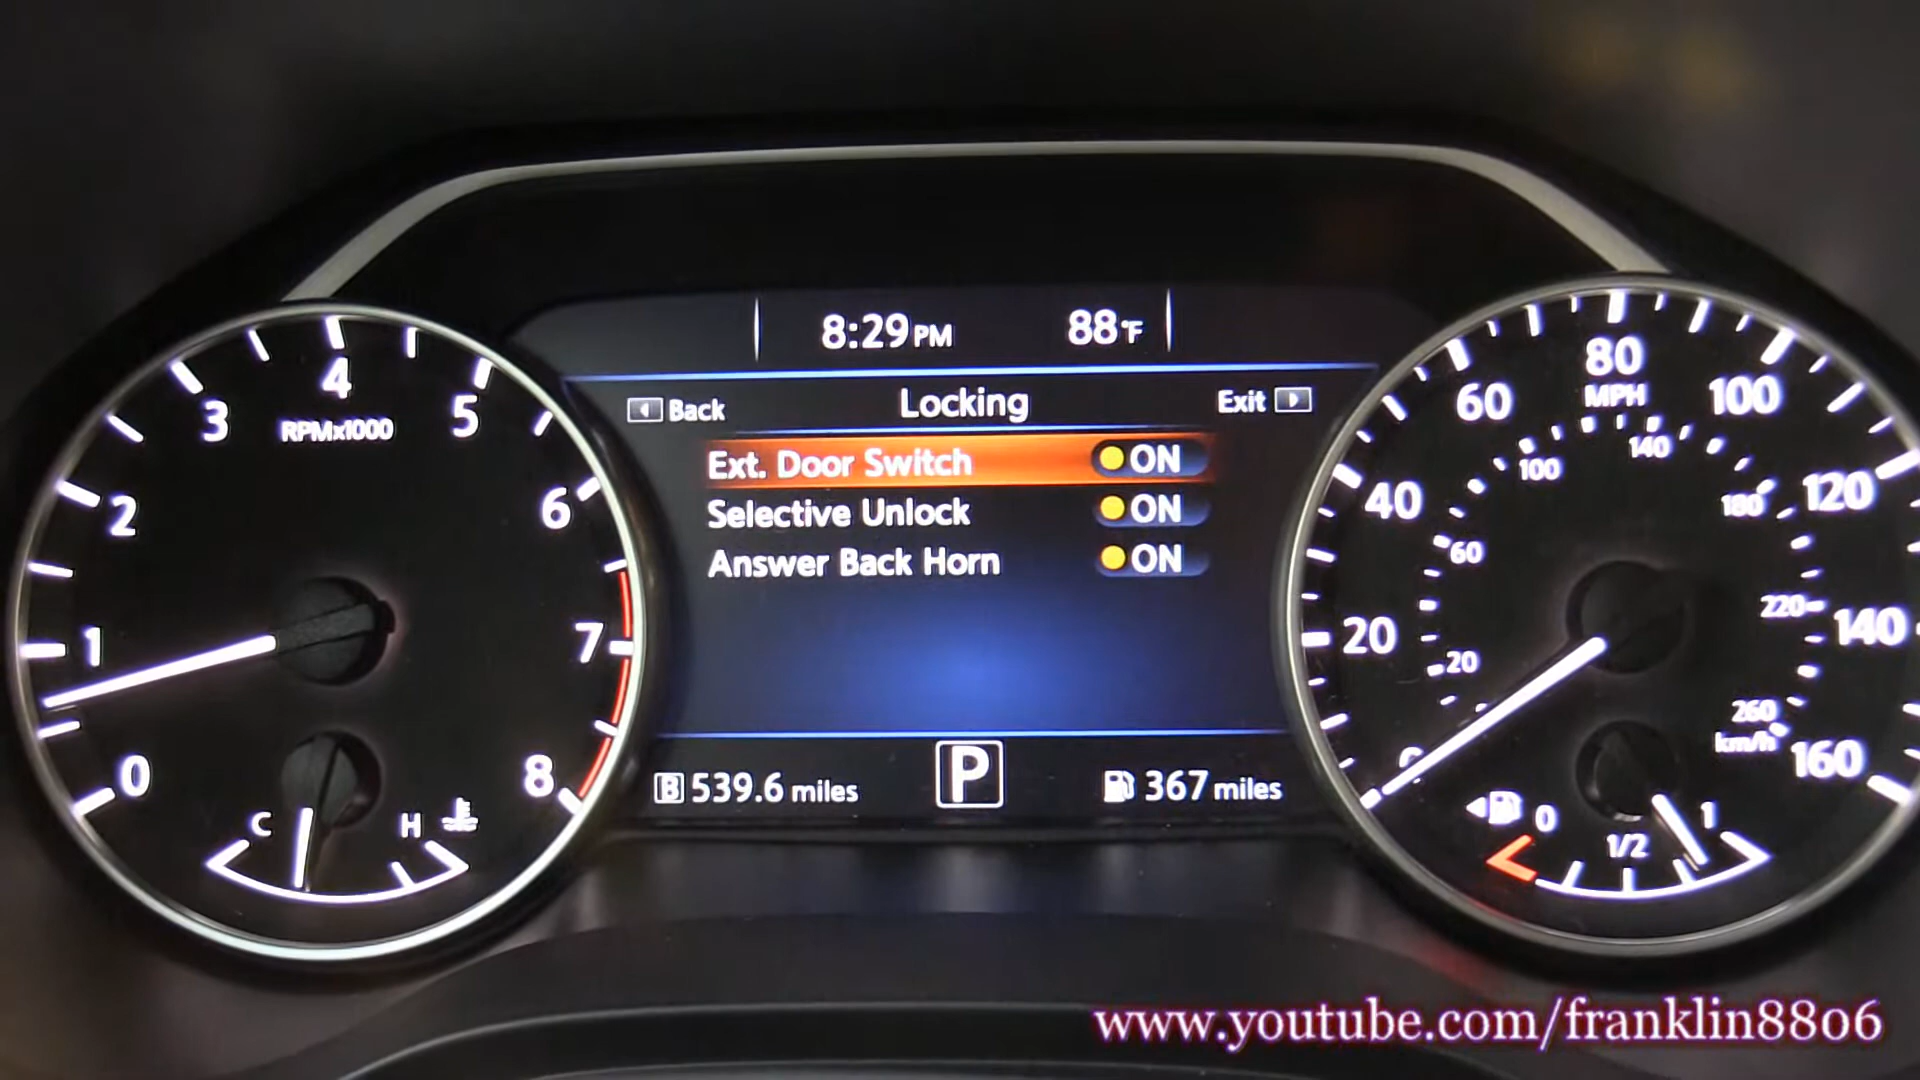 8:29PM
88°F
Back
Locking
Exit
Ext. Door Switch ON
Selective Unlock ON
Answer Back Horn ON
B 539.6 miles
P
367 miles
0
1
2
3
4
5
6
7
8
RPMx1000
C
H
0
20
40
60
80
100
120
140
160
MPH
20
60
100
140
180
220
260
km/h
0
1/2
1
www.youtube.com/franklin8806